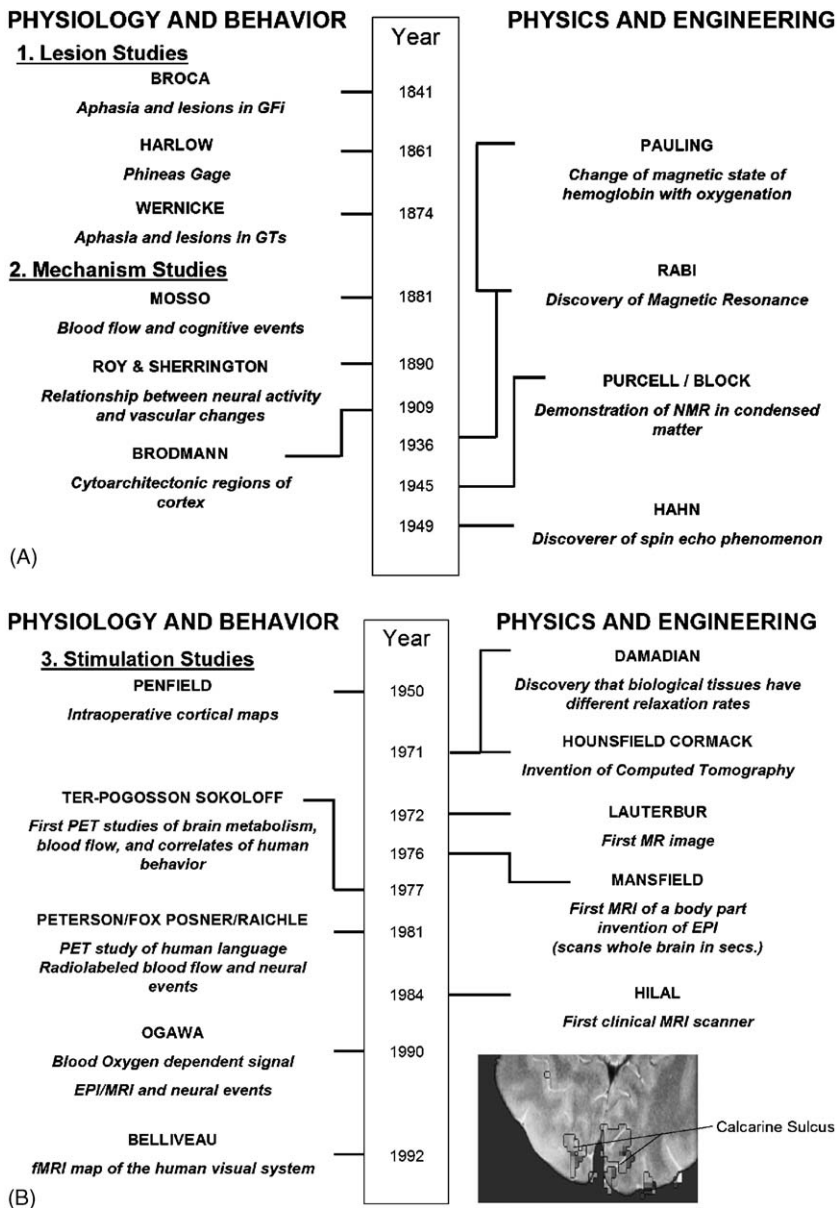 PHYSIOLOGY AND BEHAVIOR
Year
PHYSICS AND ENGINEERING
1. Lesion Studies
BROCA
Aphasia and lesions in GFi
1841
HARLOW
Phineas Gage
1861
WERNICKE
Aphasia and lesions in GTs
1874
2. Mechanism Studies
MOSSO
Blood flow and cognitive events
1881
ROY & SHERRINGTON
Relationship between neural activity
and vascular changes
1890
1909
BRODMANN
Cytoarchitectonic regions of
cortex
1936
1945
1949
PAULING
Change of magnetic state of
hemoglobin with oxygenation
RABI
Discovery of Magnetic Resonance
PURCELL / BLOCK
Demonstration of NMR in condensed
matter
HAHN
Discoverer of spin echo phenomenon
(A)
PHYSIOLOGY AND BEHAVIOR
Year
PHYSICS AND ENGINEERING
3. Stimulation Studies
PENFIELD
Intraoperative cortical maps
1950
1971
TER-POGOSSON SOKOLOFF
First PET studies of brain metabolism,
blood flow, and correlates of human
behavior
1972
1976
1977
PETERSON/FOX POSNER/RAICHLE
PET study of human language
Radiolabeled blood flow and neural
events
1981
1984
OGAWA
Blood Oxygen dependent signal
EPI/MRI and neural events
1990
BELLIVEAU
fMRI map of the human visual system
1992
DAMADIAN
Discovery that biological tissues have
different relaxation rates
HOUNSFIELD CORMACK
Invention of Computed Tomography
LAUTERBUR
First MR image
MANSFIELD
First MRI of a body part
invention of EPI
(scans whole brain in secs.)
HILAL
First clinical MRI scanner
Calcarine Sulcus
(B)